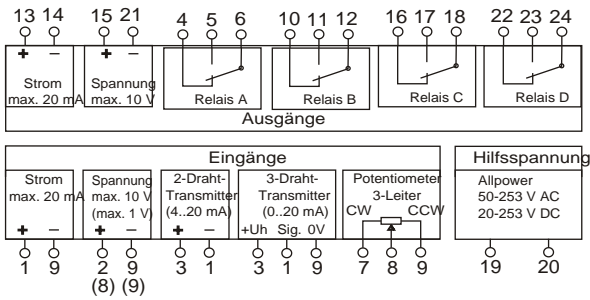 13 14 15 21 4 5 6 10 11 12 16 17 18 22 23 24
+ − + −
Strom Spannung
max. 20 mA max. 10 V Relais A Relais B Relais C Relais D
Ausgänge
Eingänge Hilfsspannung
Strom Spannung 2-Draht- 3-Draht- Potentiometer Allpower
max. 20 mA max. 10 V Transmitter Transmitter 3-Leiter 50-253 V AC
(max. 1 V) (4..20 mA) (0..20 mA) CW CCW 20-253 V DC
+ − + − + − +Uh Sig. 0V
1 9 2 9 3 1 3 1 9 7 8 9 19 20
(8) (9)